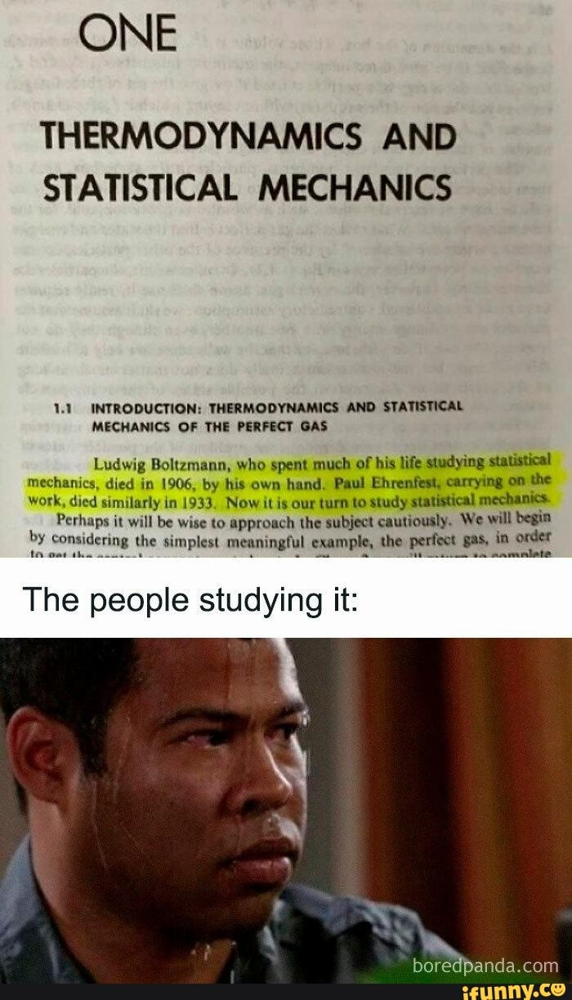 ONE
THERMODYNAMICS AND
STATISTICAL MECHANICS
1.1 INTRODUCTION: THERMODYNAMICS AND STATISTICAL
MECHANICS OF THE PERFECT GAS
Ludwig Boltzmann, who spent much of his life studying statistical
mechanics, died in 1906, by his own hand. Paul Ehrenfest, carrying on the
work, died similarly in 1933. Now it is our turn to study statistical mechanics.
Perhaps it will be wise to approach the subject cautiously. We will begin
by considering the simplest meaningful example, the perfect gas, in order
to get the
complete
The people studying it:
boredpanda.com
ifunny.co